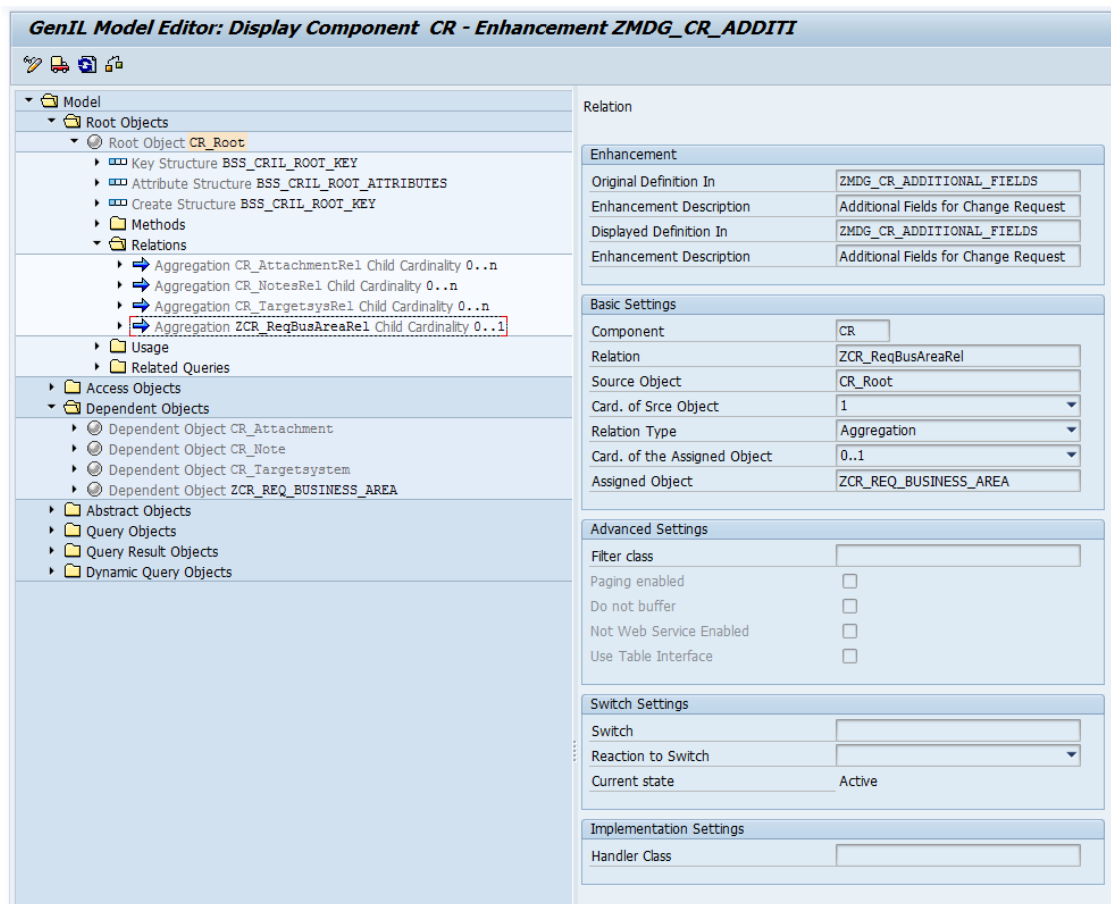 GenIL Model Editor: Display Component CR - Enhancement ZMDG_CR_ADDITI
Model
Root Objects
Root Object CR_Root
Key Structure BSS_CRIL_ROOT_KEY
Attribute Structure BSS_CRIL_ROOT_ATTRIBUTES
Create Structure BSS_CRIL_ROOT_KEY
Methods
Relations
Aggregation CR_AttachmentRel Child Cardinality 0..n
Aggregation CR_NotesRel Child Cardinality 0..n
Aggregation CR_TargetsysRel Child Cardinality 0..n
Aggregation ZCR_ReqBusAreaRel Child Cardinality 0..1
Usage
Related Queries
Access Objects
Dependent Objects
Dependent Object CR_Attachment
Dependent Object CR_Note
Dependent Object CR_Targetsystem
Dependent Object ZCR_REQ_BUSINESS_AREA
Abstract Objects
Query Objects
Query Result Objects
Dynamic Query Objects
Relation
Enhancement
Original Definition In ZMDG_CR_ADDITIONAL_FIELDS
Enhancement Description Additional Fields for Change Request
Displayed Definition In ZMDG_CR_ADDITIONAL_FIELDS
Enhancement Description Additional Fields for Change Request
Basic Settings
Component CR
Relation ZCR_ReqBusAreaRel
Source Object CR_Root
Card. of Srce Object 1
Relation Type Aggregation
Card. of the Assigned Object 0..1
Assigned Object ZCR_REQ_BUSINESS_AREA
Advanced Settings
Filter class
Paging enabled
Do not buffer
Not Web Service Enabled
Use Table Interface
Switch Settings
Switch
Reaction to Switch
Current state Active
Implementation Settings
Handler Class